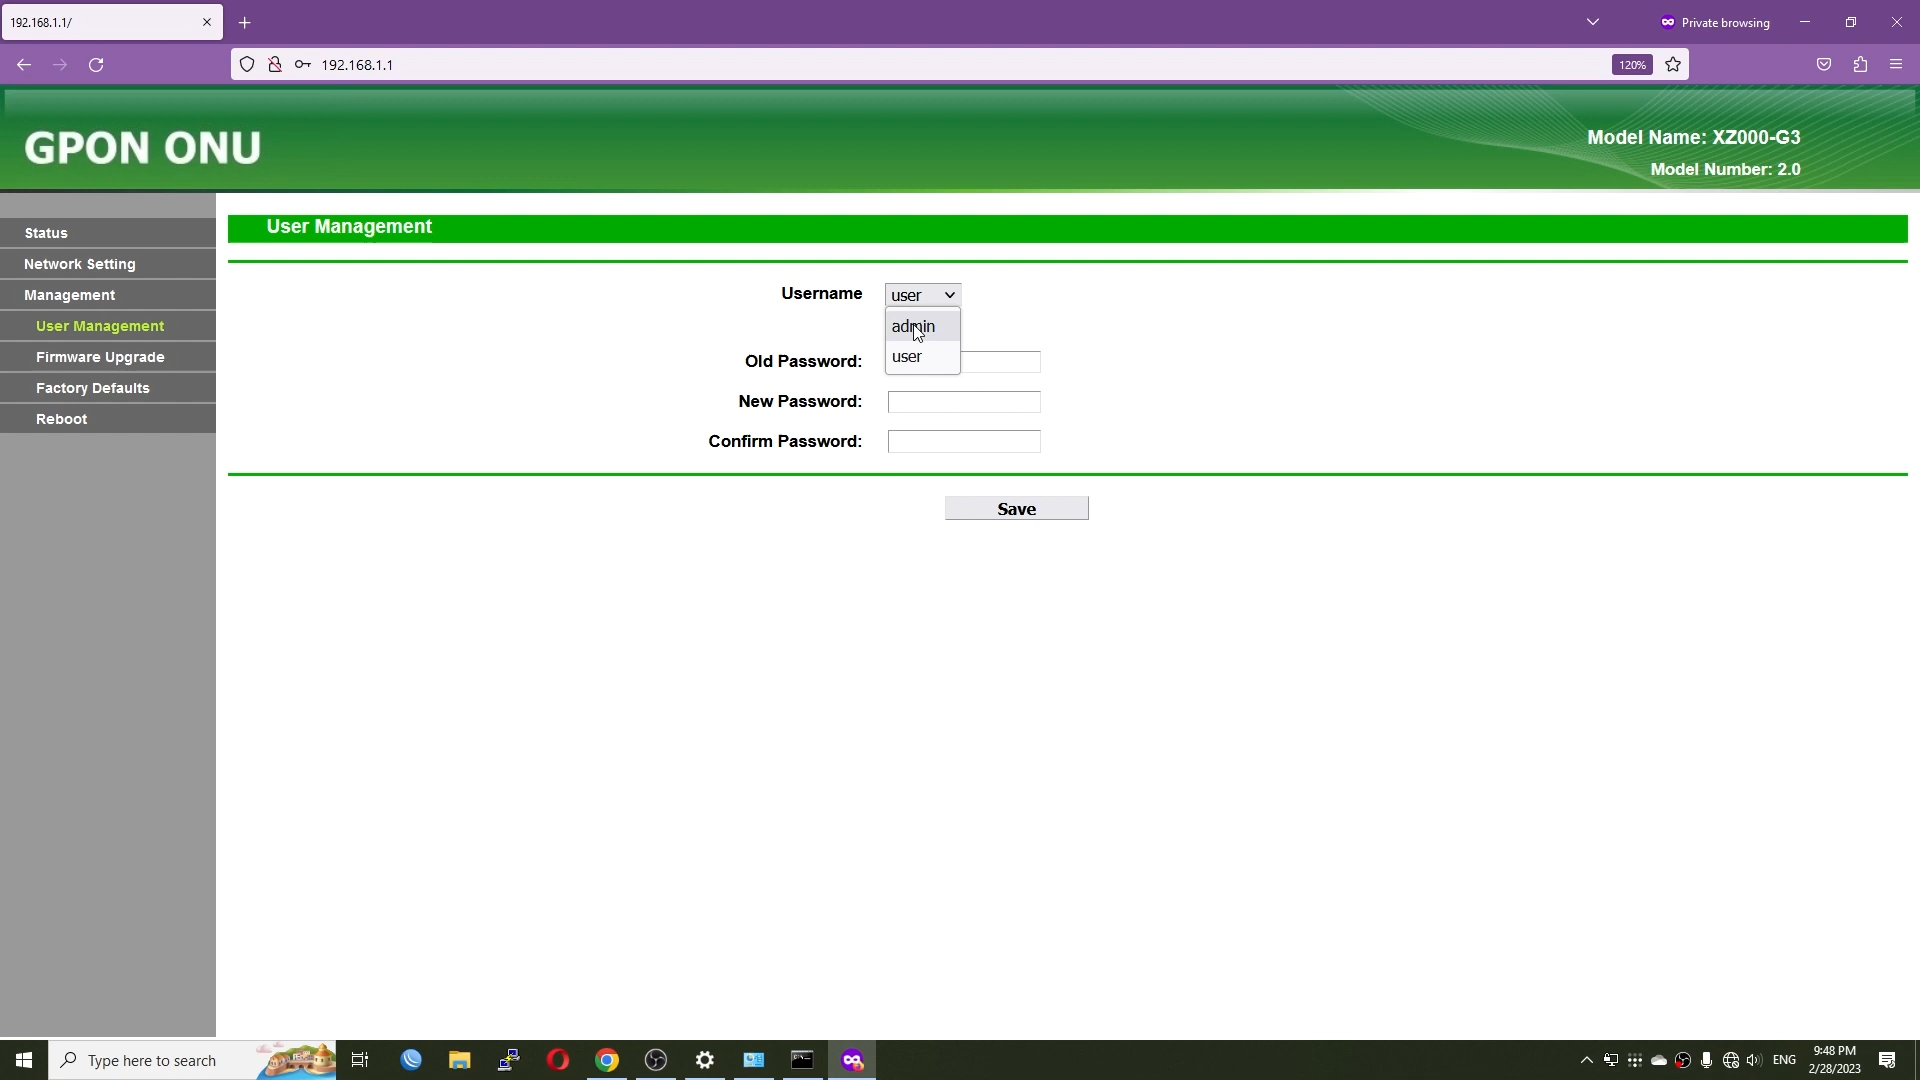 192.168.1.1/
Private browsing
192.168.1.1
120%
GPON ONU
Model Name: XZ000-G3
Model Number: 2.0
Status
Network Setting
Management
User Management
Firmware Upgrade
Factory Defaults
Reboot
User Management
Username
user
admin
user
Old Password:
New Password:
Confirm Password:
Save
Type here to search
ENG
9:48 PM
2/28/2023